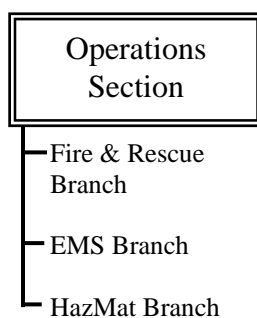 Operations
Section
Fire & Rescue
Branch
EMS Branch
HazMat Branch